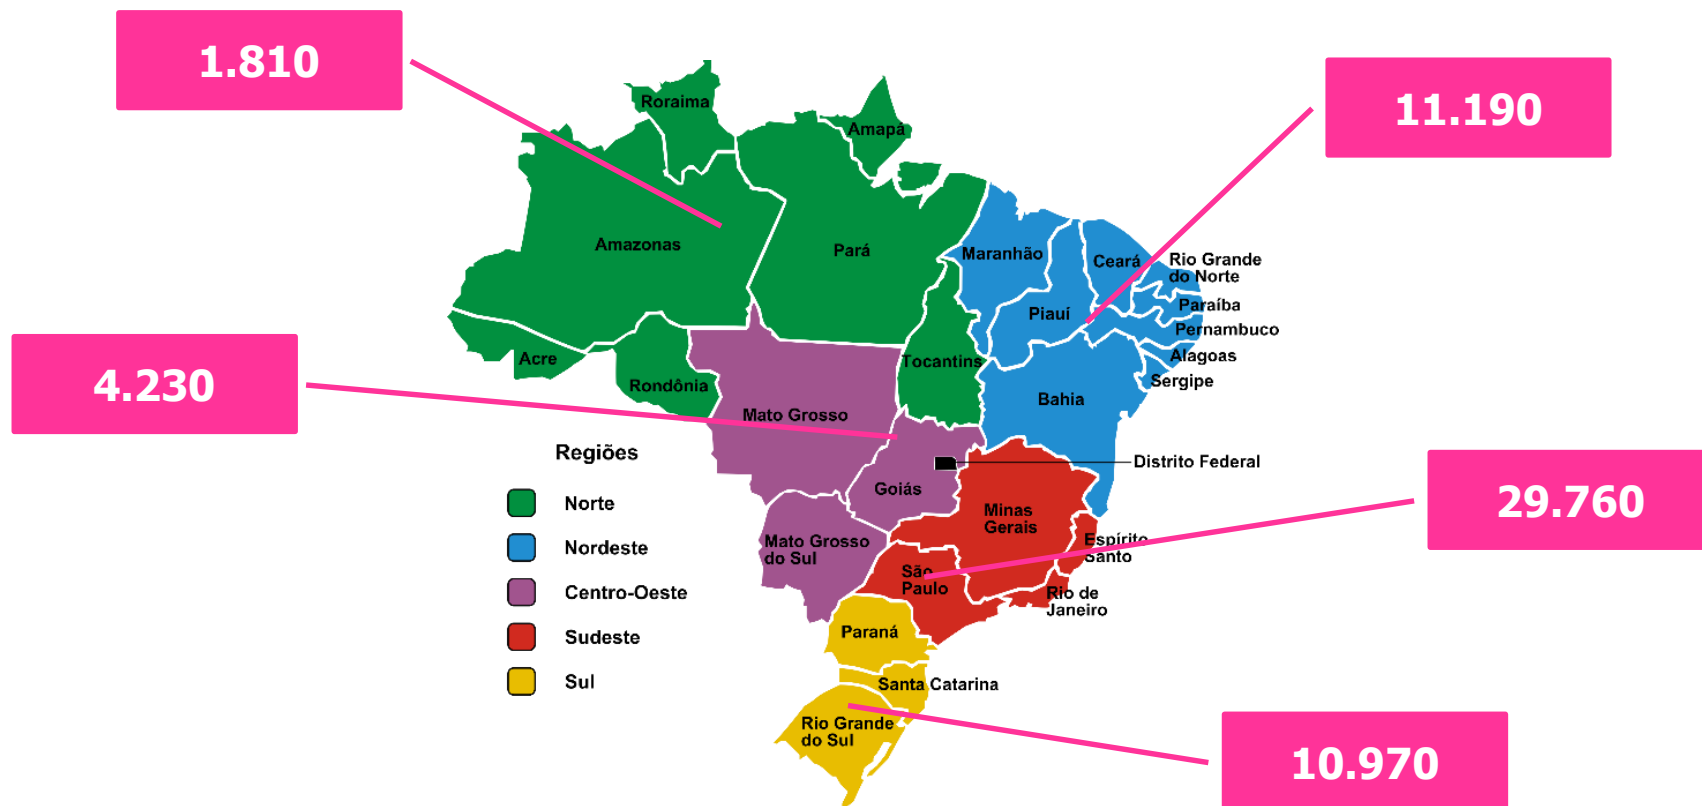 1.810
11.190
Roraima
Amapá
Amazonas
Pará
Maranhão
Ceará
Rio Grande
do Norte
Piauí
Paraíba
Pernambuco
Alagoas
Sergipe
Acre
Rondônia
Tocantins
4.230
Mato Grosso
Bahia
Distrito Federal
Goiás
Minas
Gerais
29.760
Mato Grosso
do Sul
Espírito
Santo
São
Paulo
Rio de
Janeiro
Paraná
Santa Catarina
Rio Grande
do Sul
10.970
Regiões
Norte
Nordeste
Centro-Oeste
Sudeste
Sul